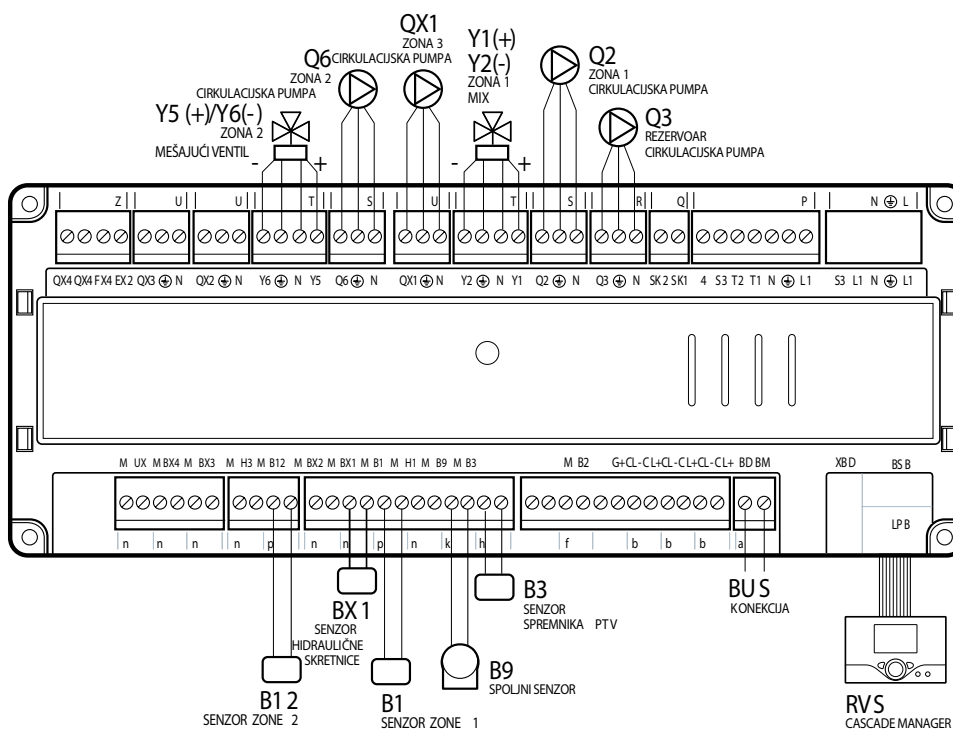 QX1
ZONA 3
CIRKULACIJSKA PUMPA
Q6
ZONA 2
CIRKULACIJSKA PUMPA
Y5 (+)/Y6(-)
ZONA 2
MEŠAJUĆI VENTIL
- +
Y1(+)
Y2(-)
ZONA 1
MIX
- +
Q2
ZONA 1
CIRKULACIJSKA PUMPA
Q3
REZERVOAR
CIRKULACIJSKA PUMPA
Z U U T S U T S R Q P N L
QX4 QX4 FX4 EX2 QX3 N QX2 N Y6 N Y5 Q6 N QX1 N Y2 N Y1 Q2 N Q3 N SK2 SK1 4 S3 T2 T1 N L1 S3 L1 N L1
M UX M BX4 M BX3 M H3 M B12 M BX2 M BX1 M B1 M H1 M B9 M B3 M B2 G+CL-CL+CL-CL+CL-CL+ BD BM XBD BSB
LPB
n n n n p n n p n k h f b b b a
BX 1
SENZOR
HIDRAULIČNE
SKRETNICE
B1 2
SENZOR ZONE 2
B1
SENZOR ZONE 1
B9
SPOLJNI SENZOR
B3
SENZOR
SPREMNIKA PTV
BUS
KONEKCIJA
RVS
CASCADE MANAGER